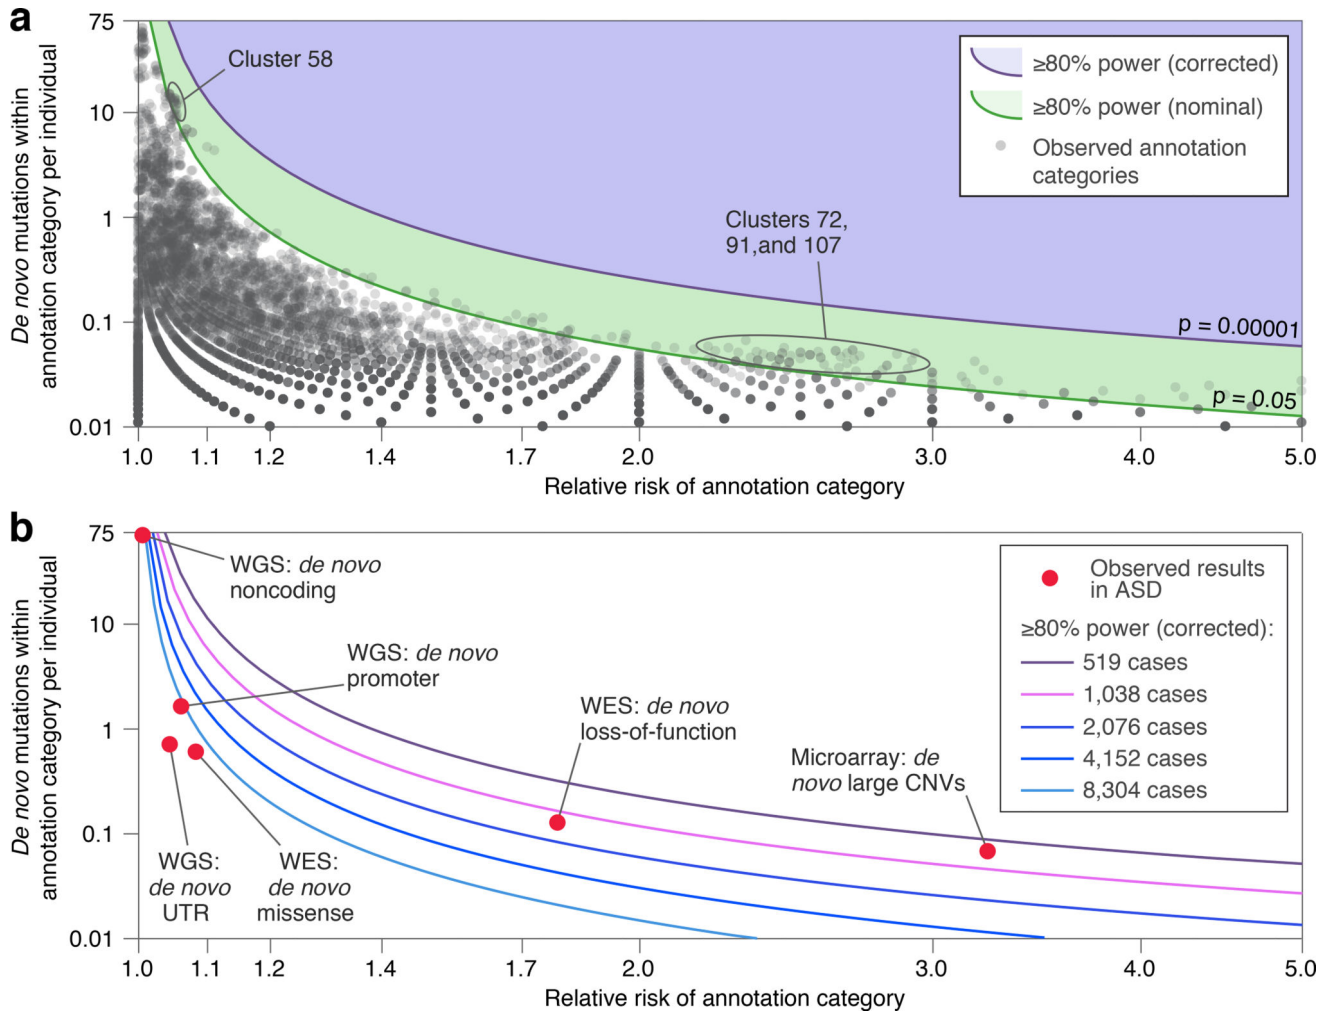 a
De novo mutations within
annotation category per individual
75
10
1
0.1
0.01
Cluster 58
Clusters 72,
91,and 107
≥80% power (corrected)
≥80% power (nominal)
Observed annotation
categories
p = 0.00001
p = 0.05
1.0 1.1 1.2 1.4 1.7 2.0 3.0 4.0 5.0
Relative risk of annotation category
b
De novo mutations within
annotation category per individual
75
10
1
0.1
0.01
WGS: de novo
noncoding
WGS: de novo
promoter
WES: de novo
loss-of-function
Microarray: de
novo large CNVs
WGS:
de novo
UTR
WES:
de novo
missense
Observed results
in ASD
≥80% power (corrected):
519 cases
1,038 cases
2,076 cases
4,152 cases
8,304 cases
1.0 1.1 1.2 1.4 1.7 2.0 3.0 4.0 5.0
Relative risk of annotation category